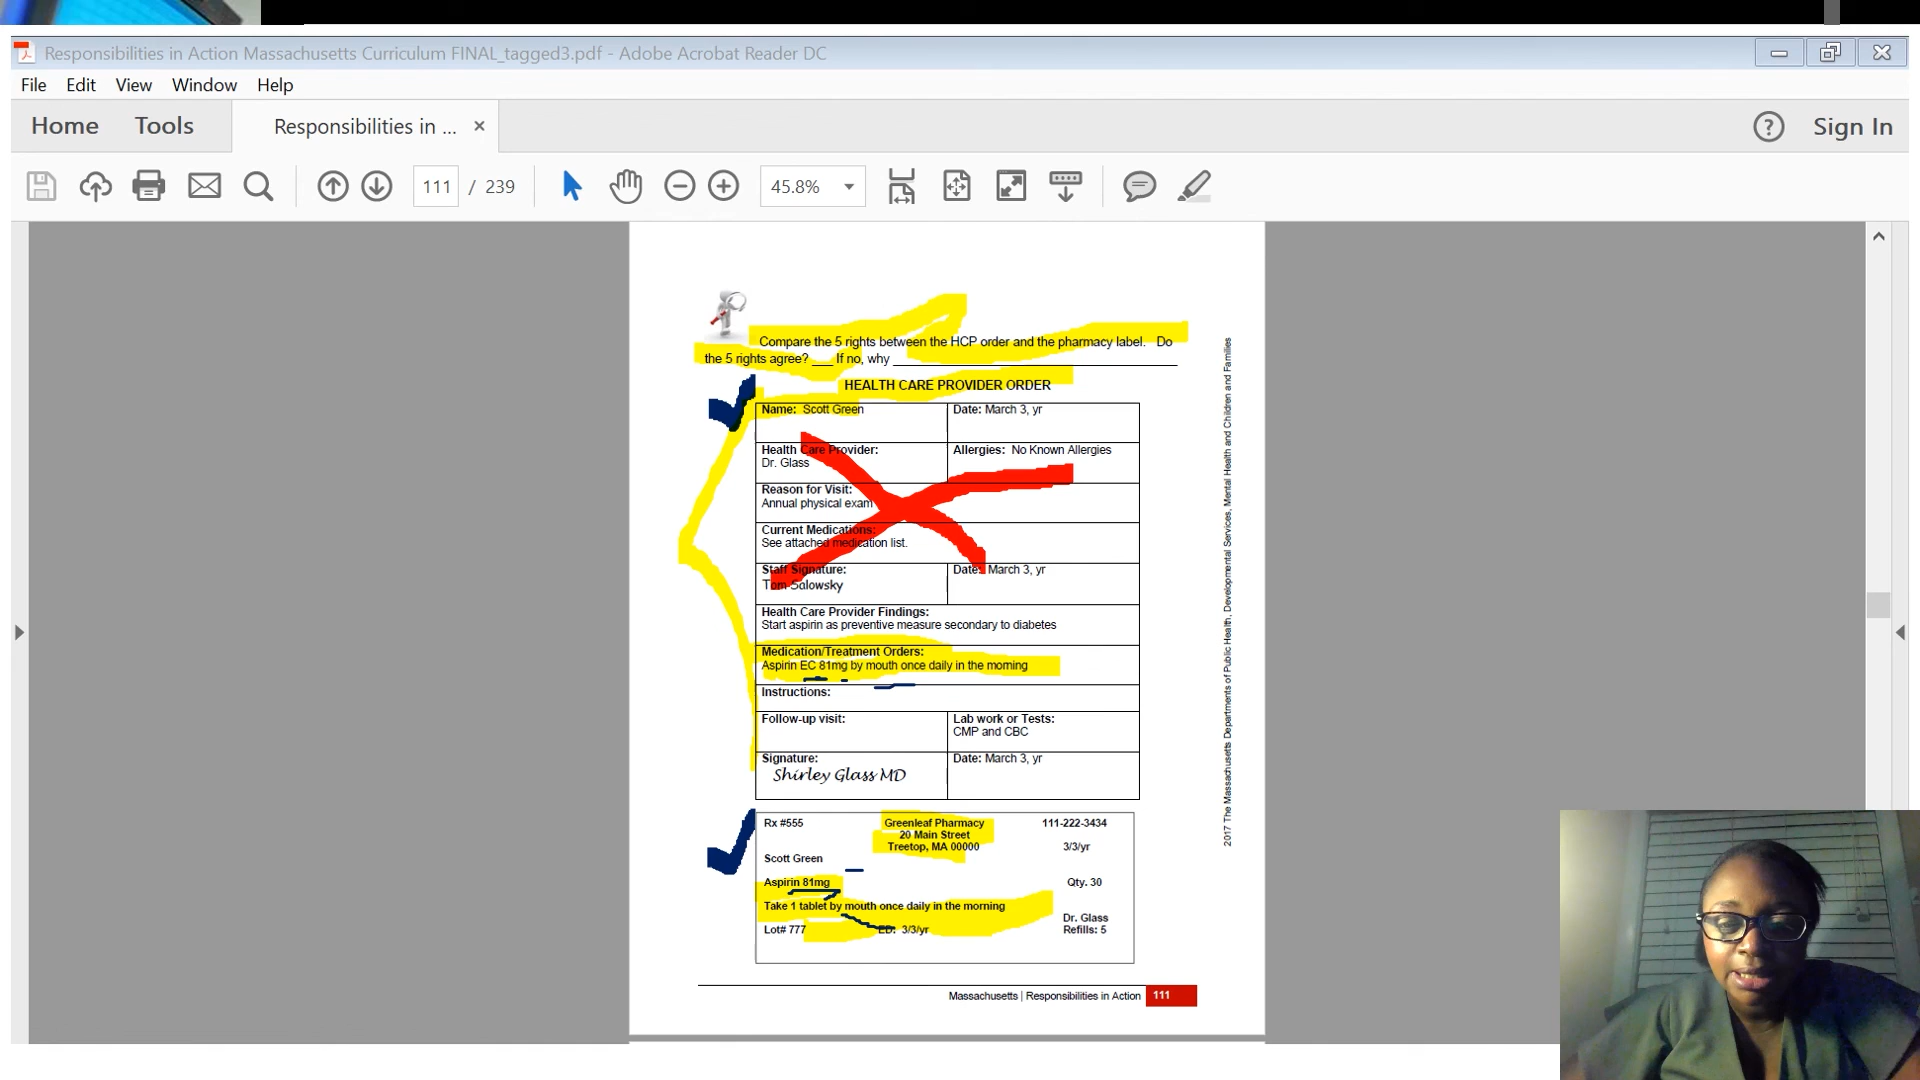 Responsibilities in Action Massachusetts Curriculum FINAL_tagged3.pdf - Adobe Acrobat Reader DC
File Edit View Window Help
Home Tools Responsibilities in ... × ? Sign In
111 / 239 45.8%
Compare the 5 rights between the HCP order and the pharmacy label. Do
the 5 rights agree? ___ If no, why ___
HEALTH CARE PROVIDER ORDER
Name: Scott Green Date: March 3, yr
Health Care Provider: Allergies: No Known Allergies
Dr. Glass
Reason for Visit:
Annual physical exam
Current Medications:
See attached medication list.
Staff Signature: Date: March 3, yr
Tom Salowsky
Health Care Provider Findings:
Start aspirin as preventive measure secondary to diabetes
Medication/Treatment Orders:
Aspirin EC 81mg by mouth once daily in the morning
Instructions:
Follow-up visit: Lab work or Tests:
CMP and CBC
Signature: Date: March 3, yr
Shirley Glass MD
Rx #555 Greenleaf Pharmacy 111-222-3434
20 Main Street
Treetop, MA 00000 3/3/yr
Scott Green
Aspirin 81mg Qty. 30
Take 1 tablet by mouth once daily in the morning
Dr. Glass
Lot# 777 ED: 3/3/yr Refills: 5
Massachusetts | Responsibilities in Action 111
2017 The Massachusetts Departments of Public Health, Developmental Services, Mental Health and Children and Families